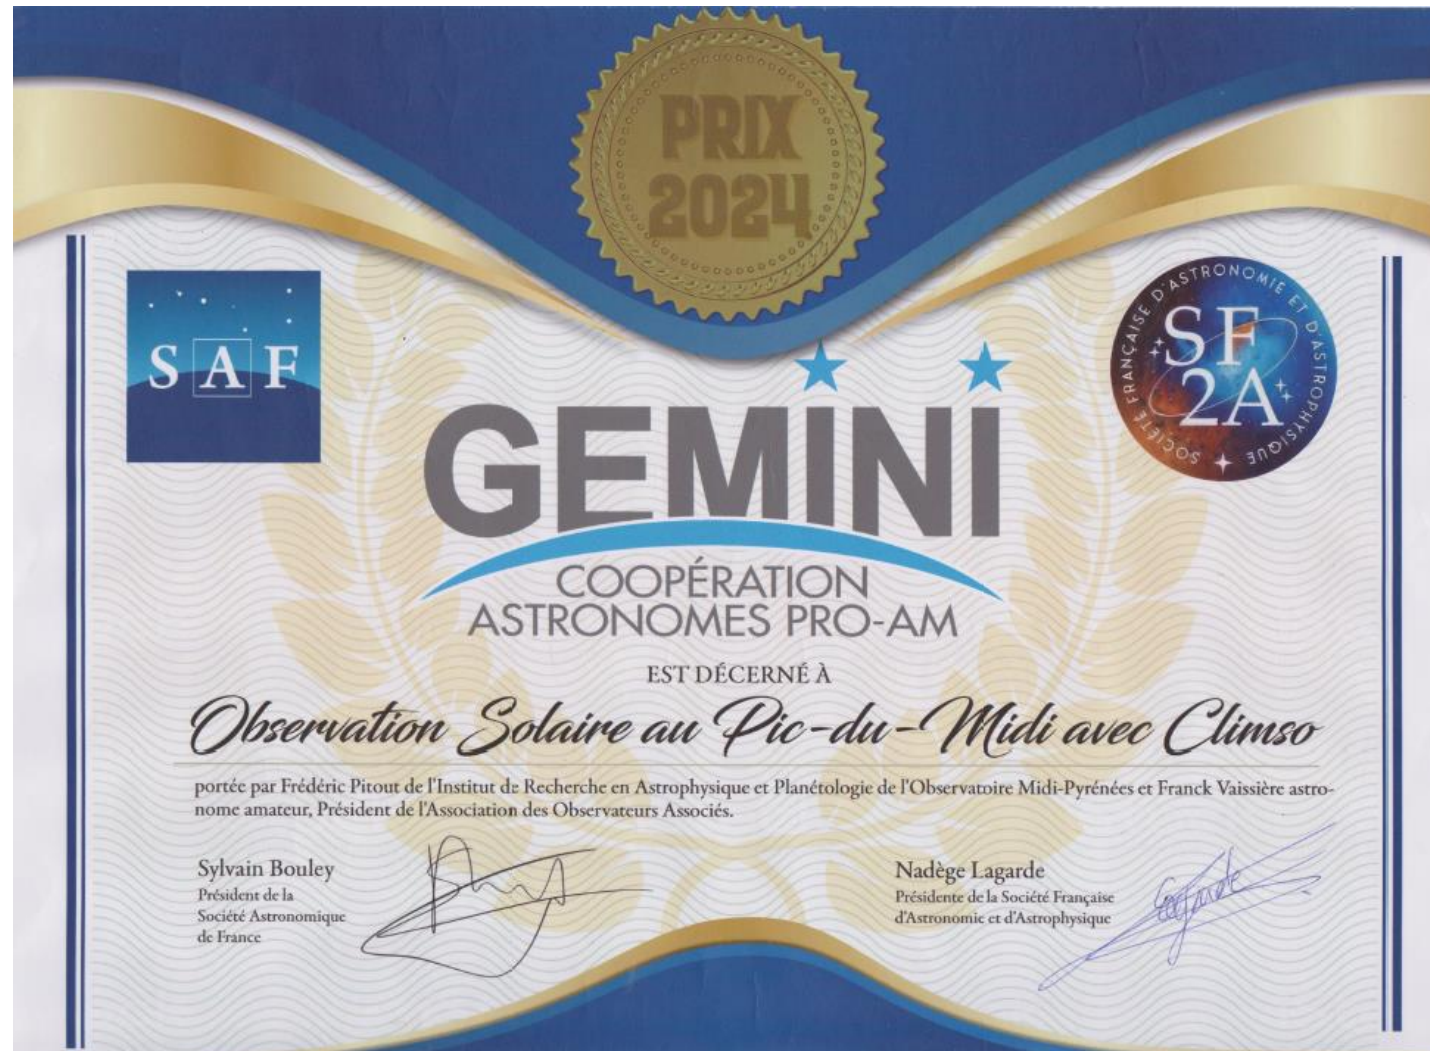 PRIX
2024
SAF
SOCIÉTÉ FRANÇAISE D'ASTRONOMIE ET D'ASTROPHYSIQUE
SF
2A
GEMINI
COOPÉRATION
ASTRONOMES PRO-AM
EST DÉCERNÉ À
Observation Solaire au Pic-du-Midi avec Climso
portée par Frédéric Pitout de l'Institut de Recherche en Astrophysique et Planétologie de l'Observatoire Midi-Pyrénées et Franck Vaissière astro-
nome amateur, Président de l'Association des Observateurs Associés.
Sylvain Bouley
Président de la
Société Astronomique
de France
Nadège Lagarde
Présidente de la Société Française
d'Astronomie et d'Astrophysique